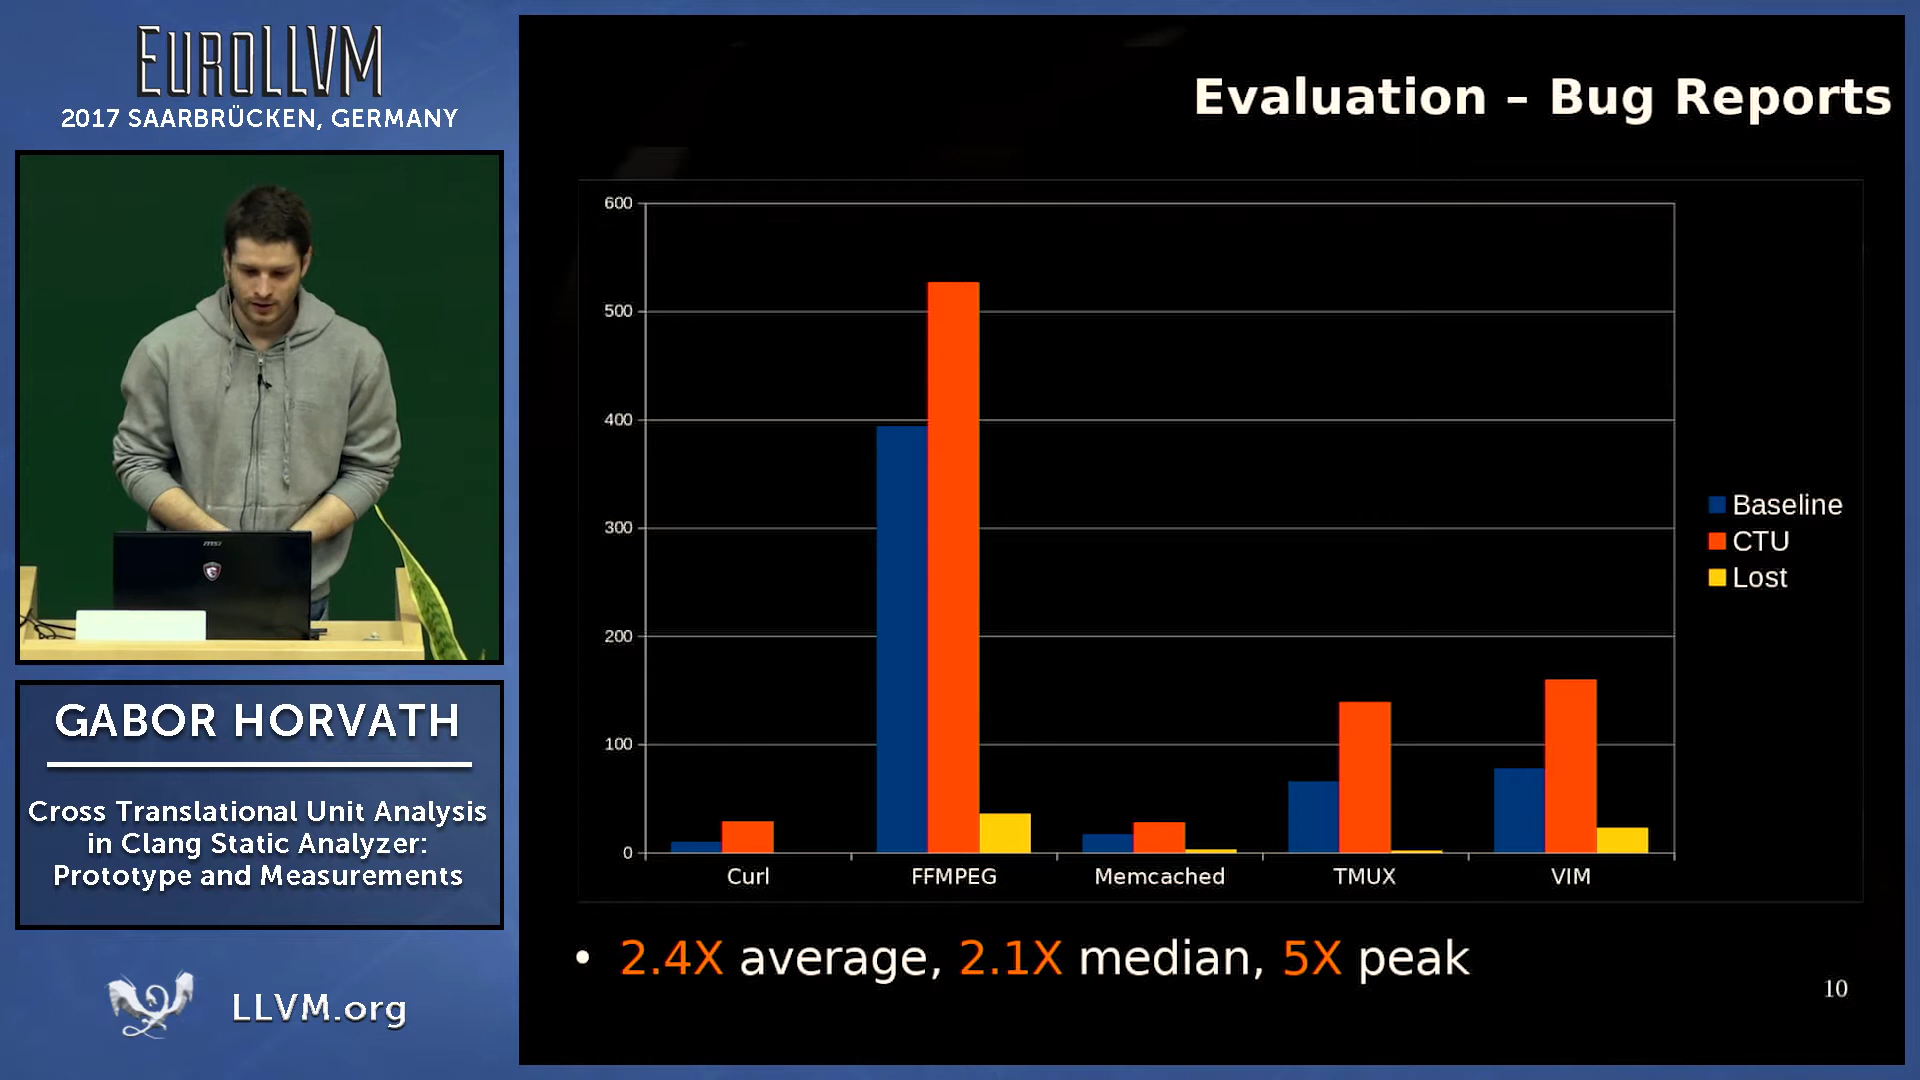 EUROLLVM
2017 SAARBRÜCKEN, GERMANY
msi
GABOR HORVATH
Cross Translational Unit Analysis
in Clang Static Analyzer:
Prototype and Measurements
LLVM.org
Evaluation – Bug Reports
600
500
400
300
200
100
0
Curl FFMPEG Memcached TMUX VIM
Baseline
CTU
Lost
• 2.4X average, 2.1X median, 5X peak
10